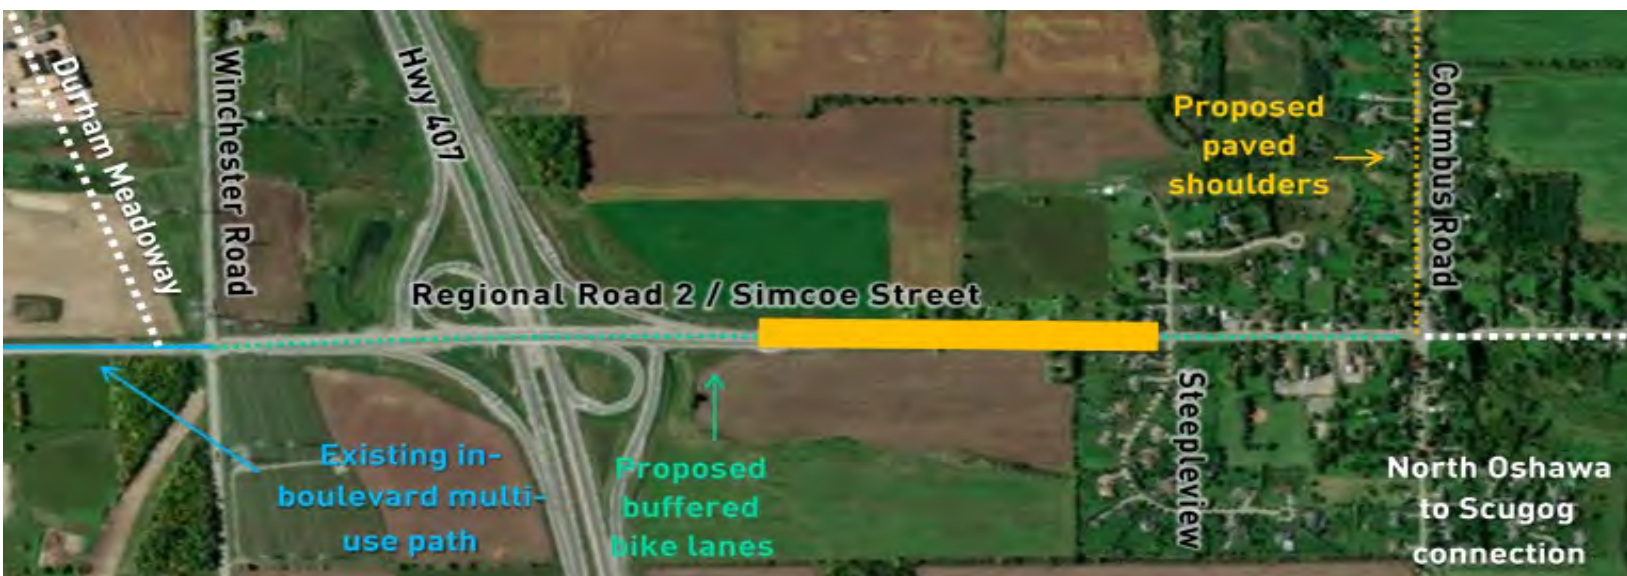 Durham Meadoway
Winchester Road
Hwy 407
Regional Road 2 / Simcoe Street
Proposed
paved
shoulders
Columbus Road
Steepleview
Existing in-
boulevard multi-
use path
Proposed
buffered
bike lanes
North Oshawa
to Scugog
connection